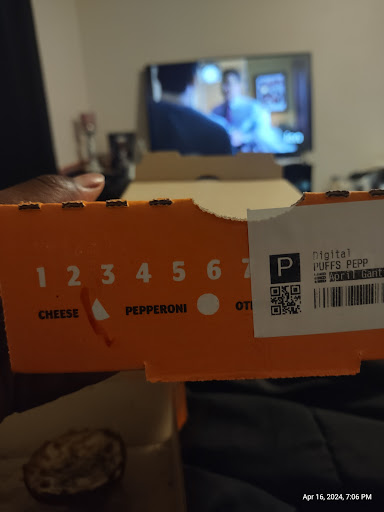 1 2 3 4 5 6 7
CHEESE PEPPERONI
P
Digital
PUFFS PEPP
Apr 16, 2024, 7:06 PM